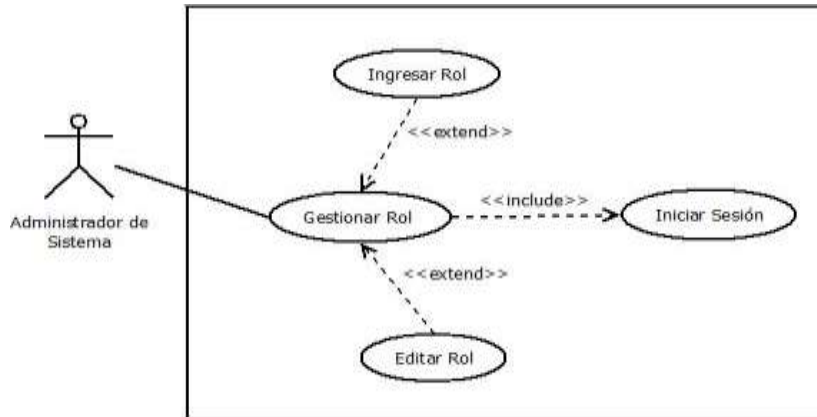 Ingresar Rol
<<extend>>
Administrador de
Sistema
Gestionar Rol
<<include>>
Iniciar Sesión
<<extend>>
Editar Rol